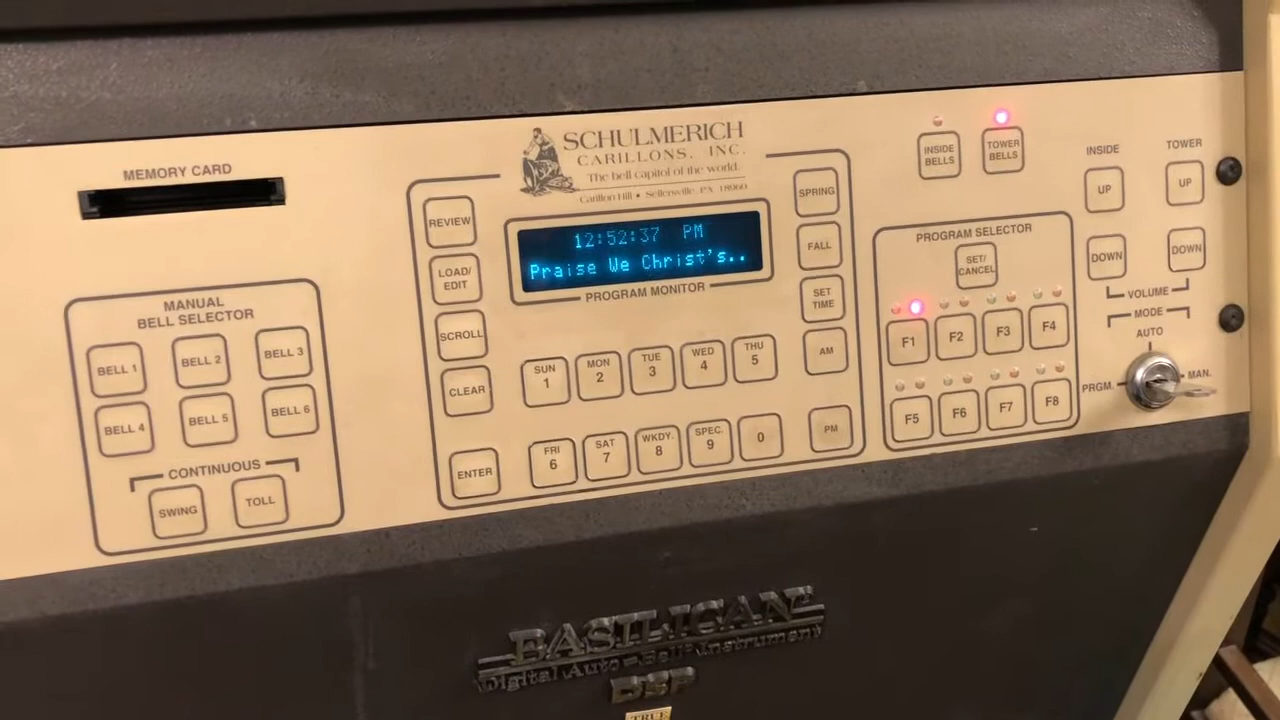 MEMORY CARD
SCHULMERICH
CARILLONS, INC.
The bell capitol of the world.
Carillon Hill • Sellersville, PA 18960
12:52:37 PM
Praise We Christ's..
PROGRAM MONITOR
REVIEW
LOAD/
EDIT
SCROLL
CLEAR
ENTER
SPRING
FALL
SET
TIME
AM
PM
SUN
1
MON
2
TUE
3
WED
4
THU
5
FRI
6
SAT
7
WKDY.
8
SPEC.
9
0
MANUAL
BELL SELECTOR
BELL 1
BELL 2
BELL 3
BELL 4
BELL 5
BELL 6
CONTINUOUS
SWING
TOLL
INSIDE
BELLS
TOWER
BELLS
PROGRAM SELECTOR
SET/
CANCEL
F1
F2
F3
F4
F5
F6
F7
F8
INSIDE
TOWER
UP
UP
DOWN
DOWN
VOLUME
MODE
AUTO
PRGM.
MAN.
BASILICAN
Digital Auto-Bell Instrument
DSP
TRUE